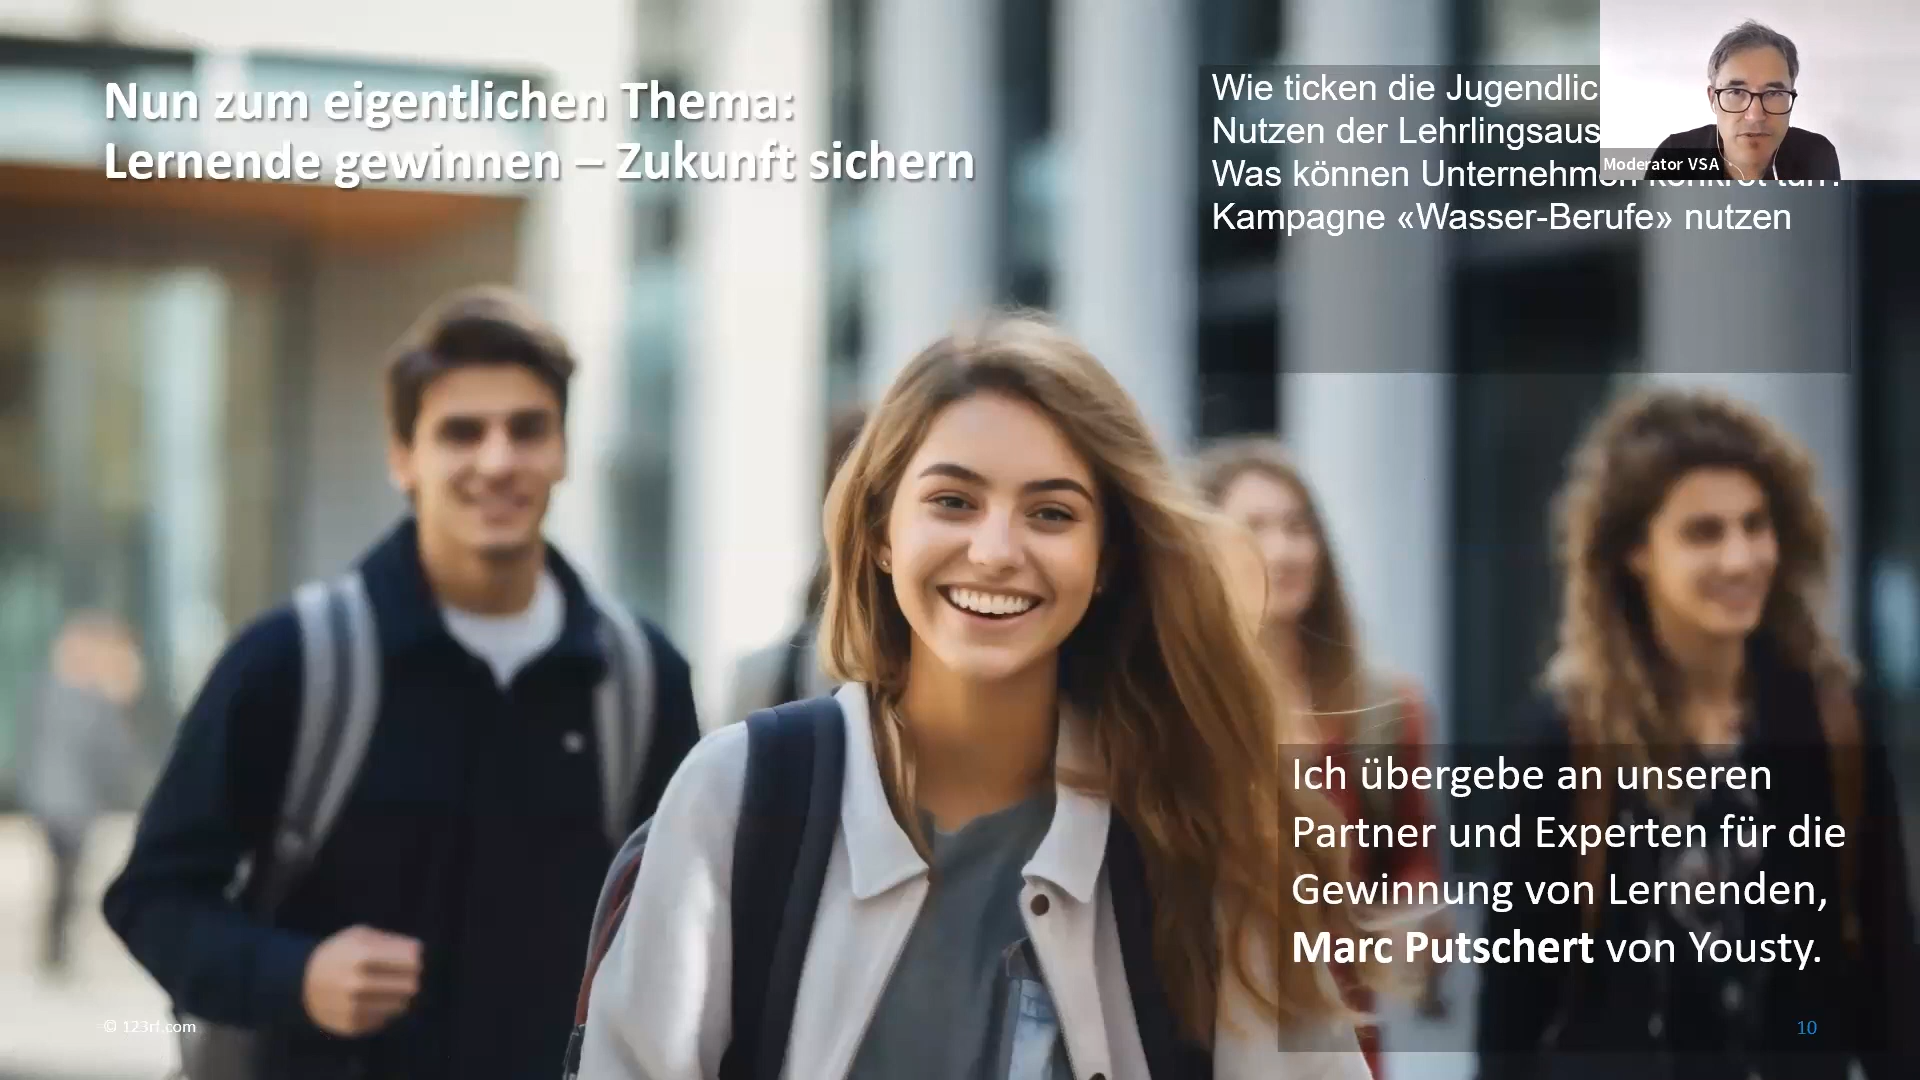 Nun zum eigentlichen Thema:
Lernende gewinnen – Zukunft sichern
Wie ticken die Jugendlic
Nutzen der Lehrlingsaus
Was können Unternehmen konkret tun?
Kampagne «Wasser-Berufe» nutzen
Moderator VSA
Ich übergebe an unseren
Partner und Experten für die
Gewinnung von Lernenden,
Marc Putschert von Yousty.
© 123rf.com
10